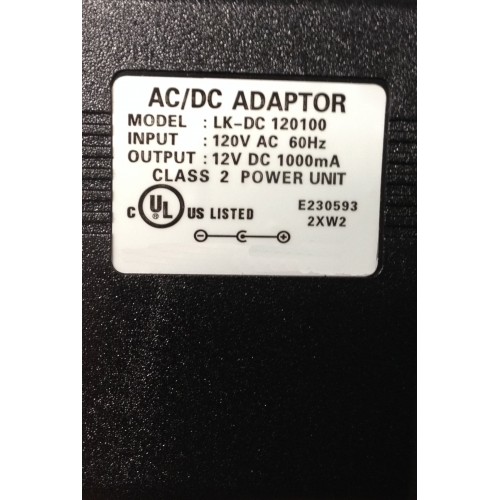 AC/DC ADAPTOR
MODEL : LK-DC 120100
INPUT : 120V AC 60Hz
OUTPUT : 12V DC 1000mA
CLASS 2 POWER UNIT
C UL ® US LISTED E230593
2XW2